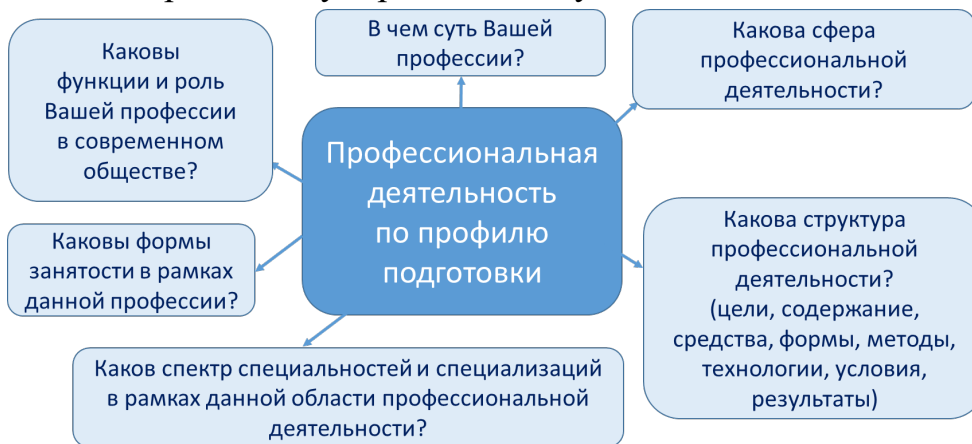 В чем суть Вашей
профессии?
Какова сфера
профессиональной
деятельности?
Каковы
функции и роль
Вашей профессии
в современном
обществе?
Профессиональная
деятельность
по профилю
подготовки
Каковы формы
занятости в рамках
данной профессии?
Какова структура
профессиональной
деятельности?
(цели, содержание,
средства, формы, методы,
технологии, условия,
результаты)
Каков спектр специальностей и специализаций
в рамках данной области профессиональной
деятельности?